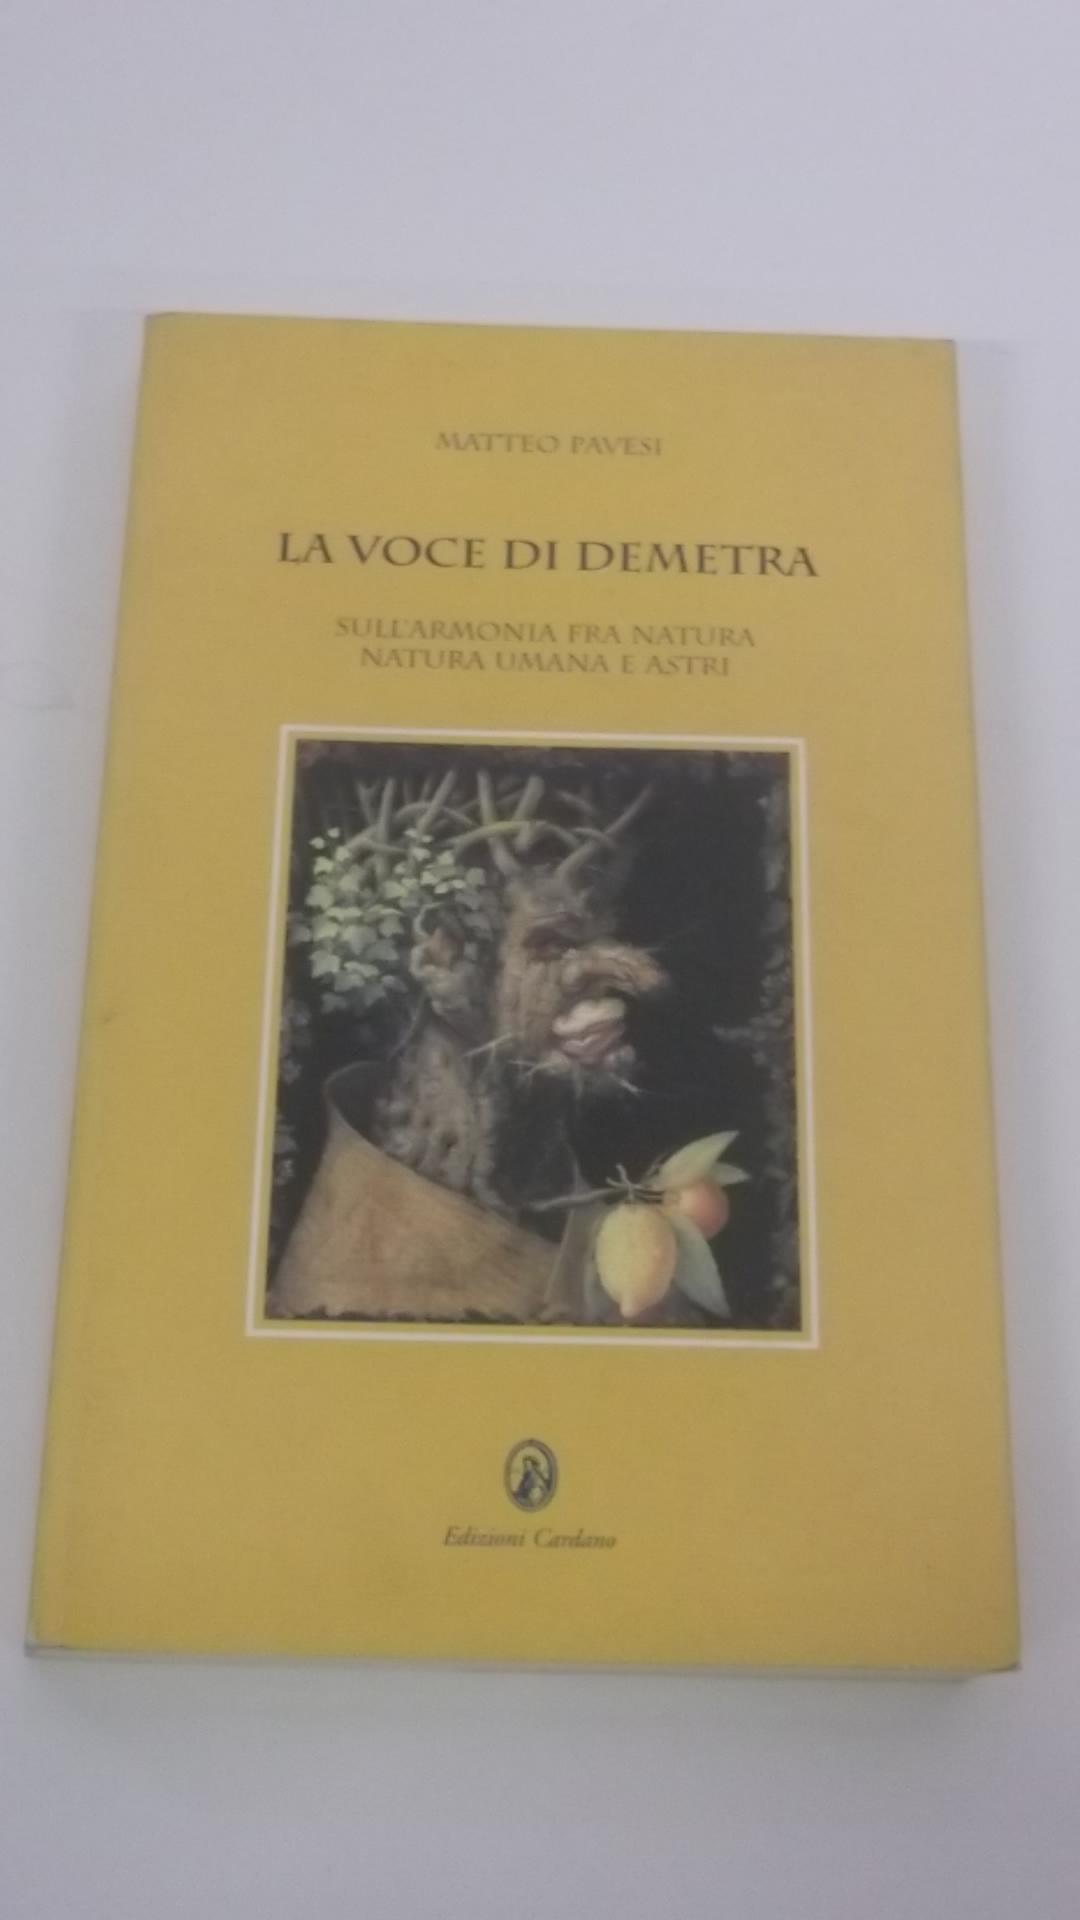 MATTEO PAVESI
LA VOCE DI DEMETRA
SULL'ARMONIA FRA NATURA
NATURA UMANA E ASTRI
Edizioni Cardano